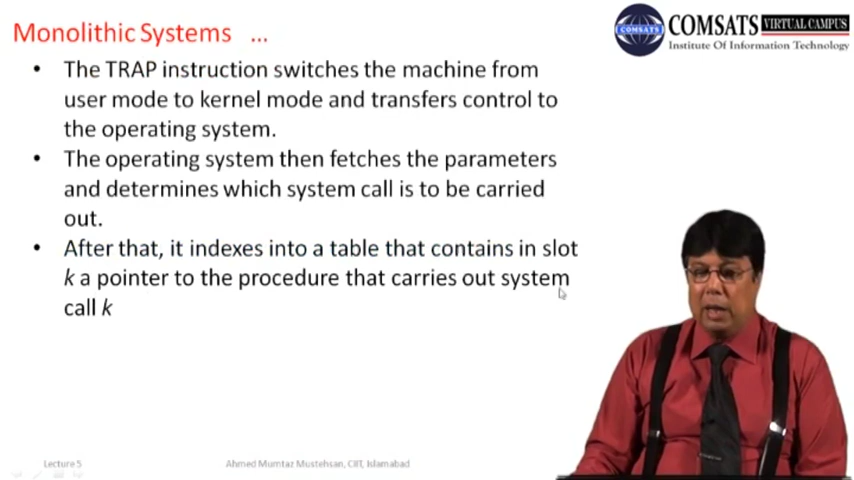 Monolithic Systems ...
COMSATS VIRTUAL CAMPUS
Institute Of Information Technology
COMSATS
• The TRAP instruction switches the machine from
user mode to kernel mode and transfers control to
the operating system.
• The operating system then fetches the parameters
and determines which system call is to be carried
out.
• After that, it indexes into a table that contains in slot
k a pointer to the procedure that carries out system
call k
Lecture 5
Ahmed Mumtaz Mustehsan, CIIT, Islamabad